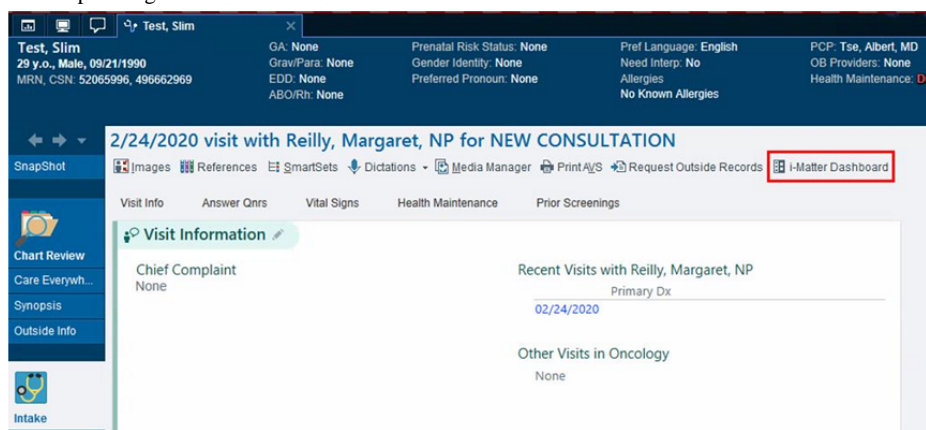 Test, Slim
Test, Slim
29 y.o., Male, 09/21/1990
MRN, CSN: 52065996, 496662969
GA: None
Grav/Para: None
EDD: None
ABO/Rh: None
Prenatal Risk Status: None
Gender Identity: None
Preferred Pronoun: None
Pref Language: English
Need Interp: No
Allergies
No Known Allergies
PCP: Tse, Albert, MD
OB Providers: None
Health Maintenance: D
2/24/2020 visit with Reilly, Margaret, NP for NEW CONSULTATION
SnapShot
Images References SmartSets Dictations Media Manager Print AVS Request Outside Records i-Matter Dashboard
Visit Info Answer Qnrs Vital Signs Health Maintenance Prior Screenings
Visit Information
Chart Review
Care Everywh...
Synopsis
Outside Info
Intake
Chief Complaint
None
Recent Visits with Reilly, Margaret, NP
Primary Dx
02/24/2020
Other Visits in Oncology
None